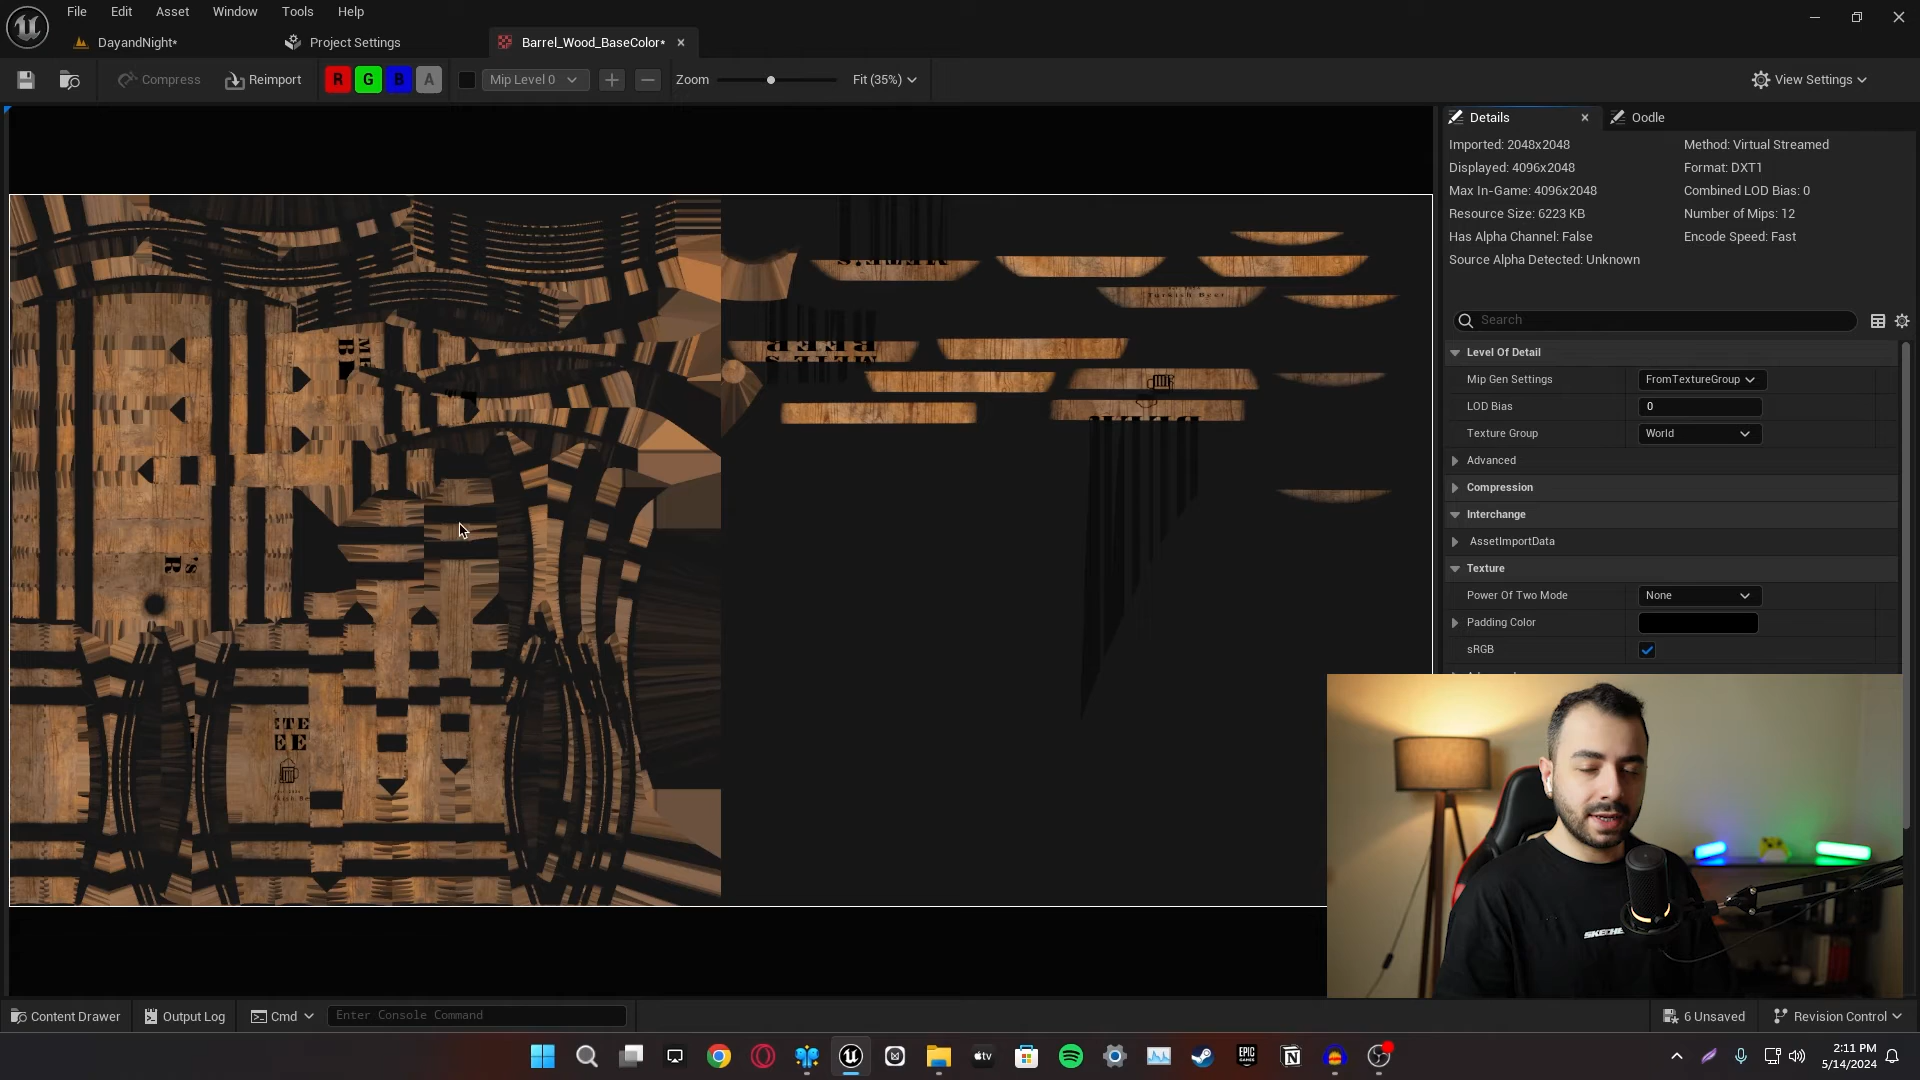 File Edit Asset Window Tools Help
DayandNight*
Project Settings
Barrel_Wood_BaseColor*
Compress
Reimport
R G B A
Mip Level 0
Zoom
Fit (35%)
View Settings
Details
Oodle
Imported: 2048x2048
Method: Virtual Streamed
Displayed: 4096x2048
Format: DXT1
Max In-Game: 4096x2048
Combined LOD Bias: 0
Resource Size: 6223 KB
Number of Mips: 12
Has Alpha Channel: False
Encode Speed: Fast
Source Alpha Detected: Unknown
Search
Level Of Detail
Mip Gen Settings
FromTextureGroup
LOD Bias
0
Texture Group
World
Advanced
Compression
Interchange
AssetImportData
Texture
Power Of Two Mode
None
Padding Color
sRGB
Turkish Beer
BEER
Content Drawer
Output Log
Cmd
Enter Console Command
6 Unsaved
Revision Control
2:11 PM
5/14/2024